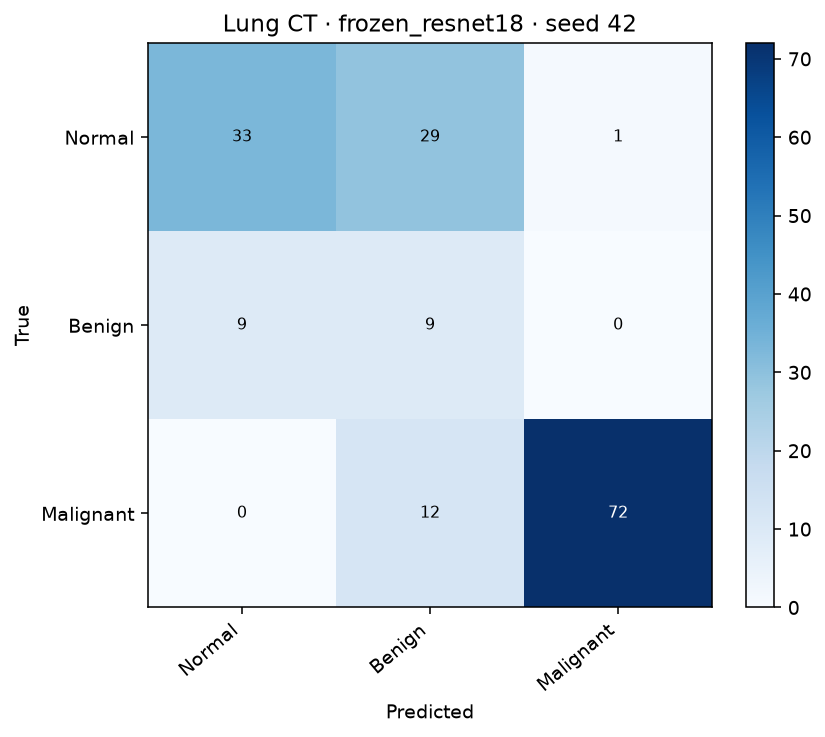 Lung CT · frozen_resnet18 · seed 42
True
Normal 33 29 1
Benign 9 9 0
Malignant 0 12 72
Normal Benign Malignant
Predicted
70
60
50
40
30
20
10
0